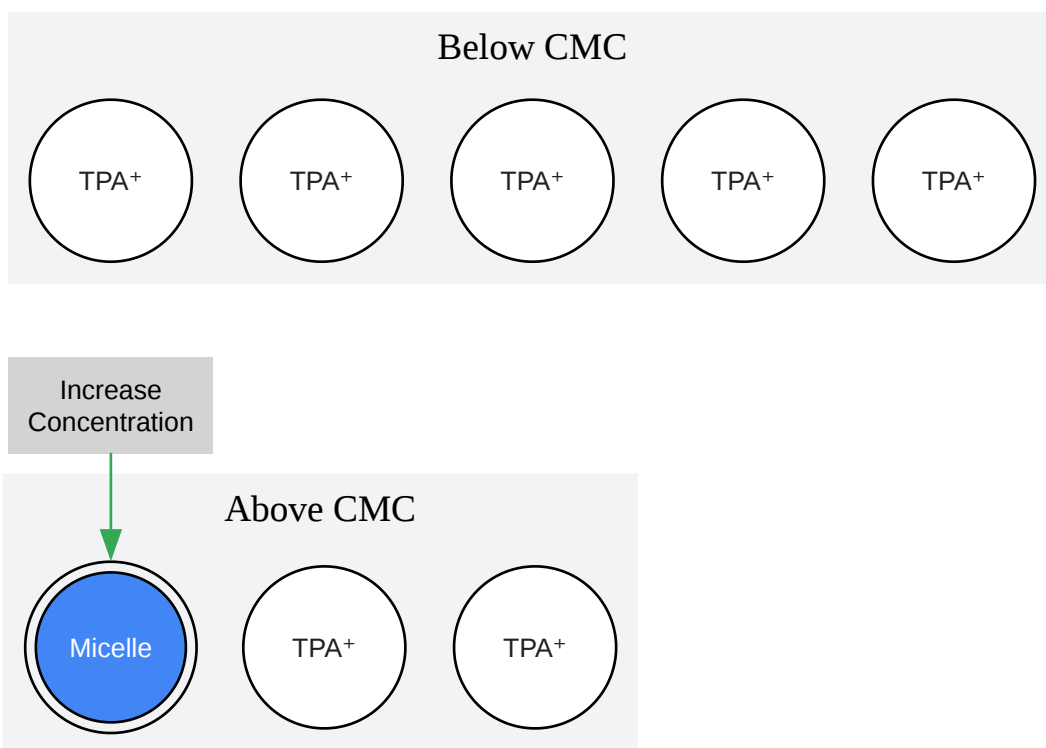 Below CMC
TPA⁺ TPA⁺ TPA⁺ TPA⁺ TPA⁺
Increase
Concentration
Above CMC
Micelle TPA⁺ TPA⁺